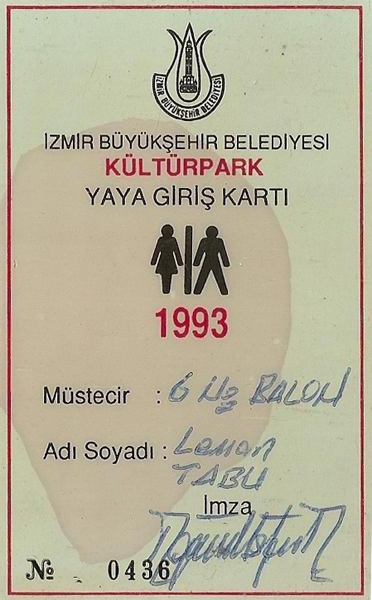 İZMİR BÜYÜKŞEHİR BELEDİYESİ
İZMİR BÜYÜKŞEHİR BELEDİYESİ
KÜLTÜRPARK
YAYA GİRİŞ KARTI
1993
Müstecir : 6 No BALON
Adı Soyadı : Leman
TABU
İmza
No 0436